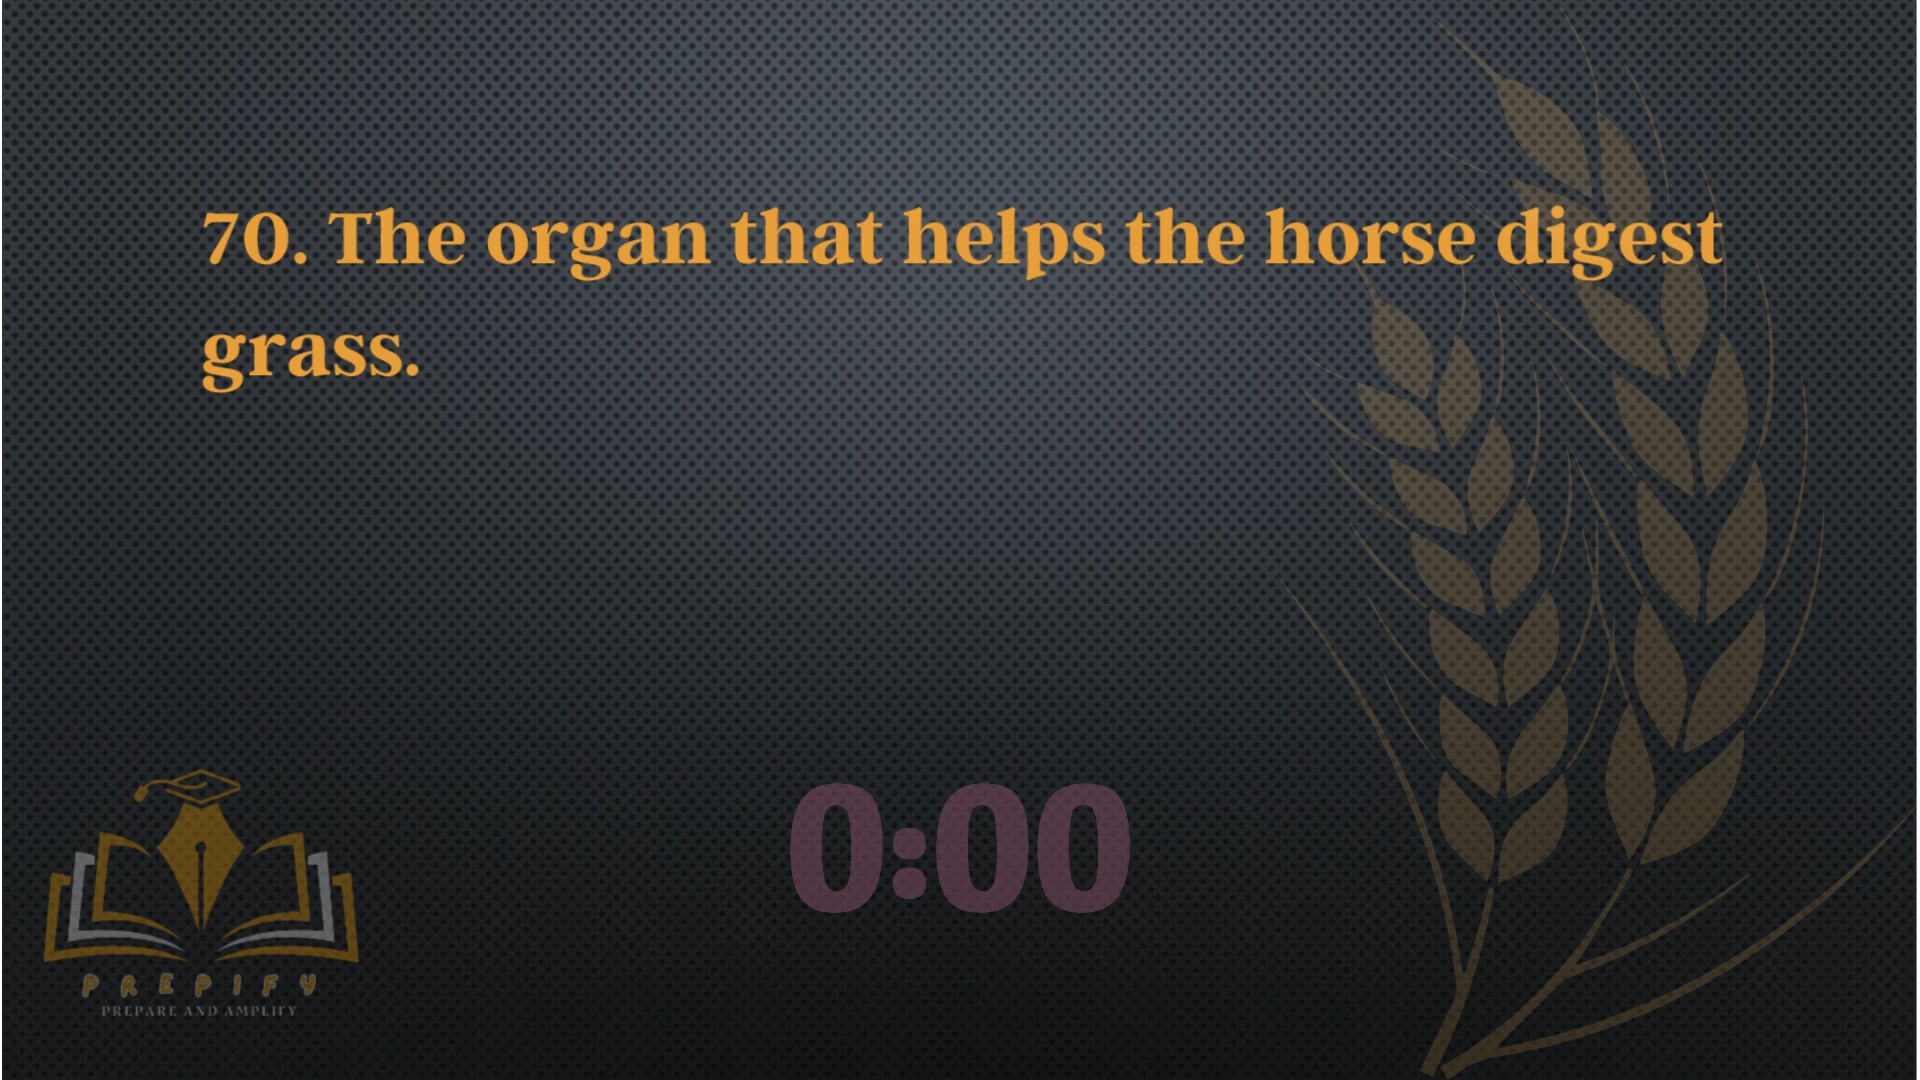 70. The organ that helps the horse digest
grass.
0:00
PREPIFY
PREPARE AND AMPLIFY